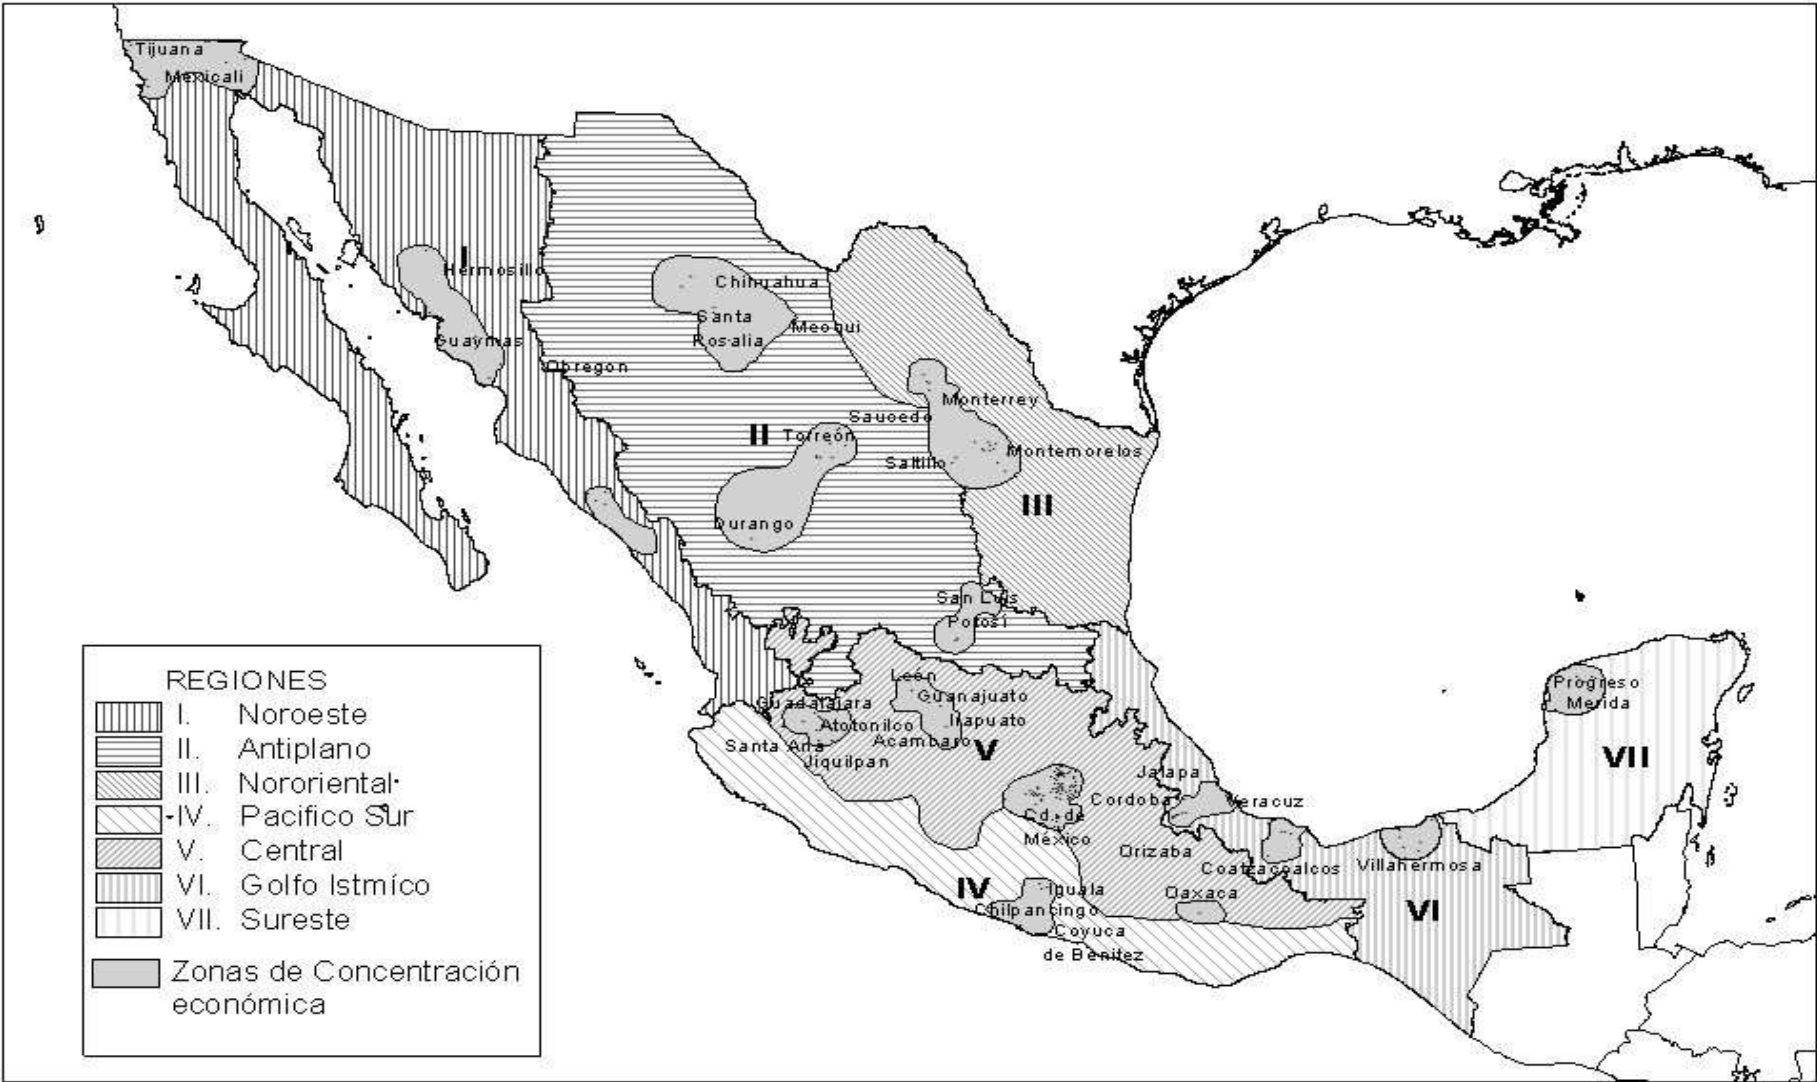 Tijuana
Mexicali
I
Hermosillo
Guaymas
Obregon
Chihuahua
Santa
Rosalia
Meoqui
Monterrey
Saucedo
II
Torreón
Montemorelos
Saltillo
III
Durango
San Luis
Potosí
León
Guanajuato
Guadalajara
Irapuato
Atotonilco
Acambaro
Santa Ana
Jiquilpan
V
Jalapa
Cordoba
Veracuz
Cd. de
México
Orizaba
Coatzacoalcos
Villahermosa
Progreso
Merida
VII
IV
Iguala
Chilpancingo
Coyuca
de Benitez
Oaxaca
VI
REGIONES
I. Noroeste
II. Antiplano
III. Nororiental
IV. Pacifico Sur
V. Central
VI. Golfo Istmíco
VII. Sureste
Zonas de Concentración
económica